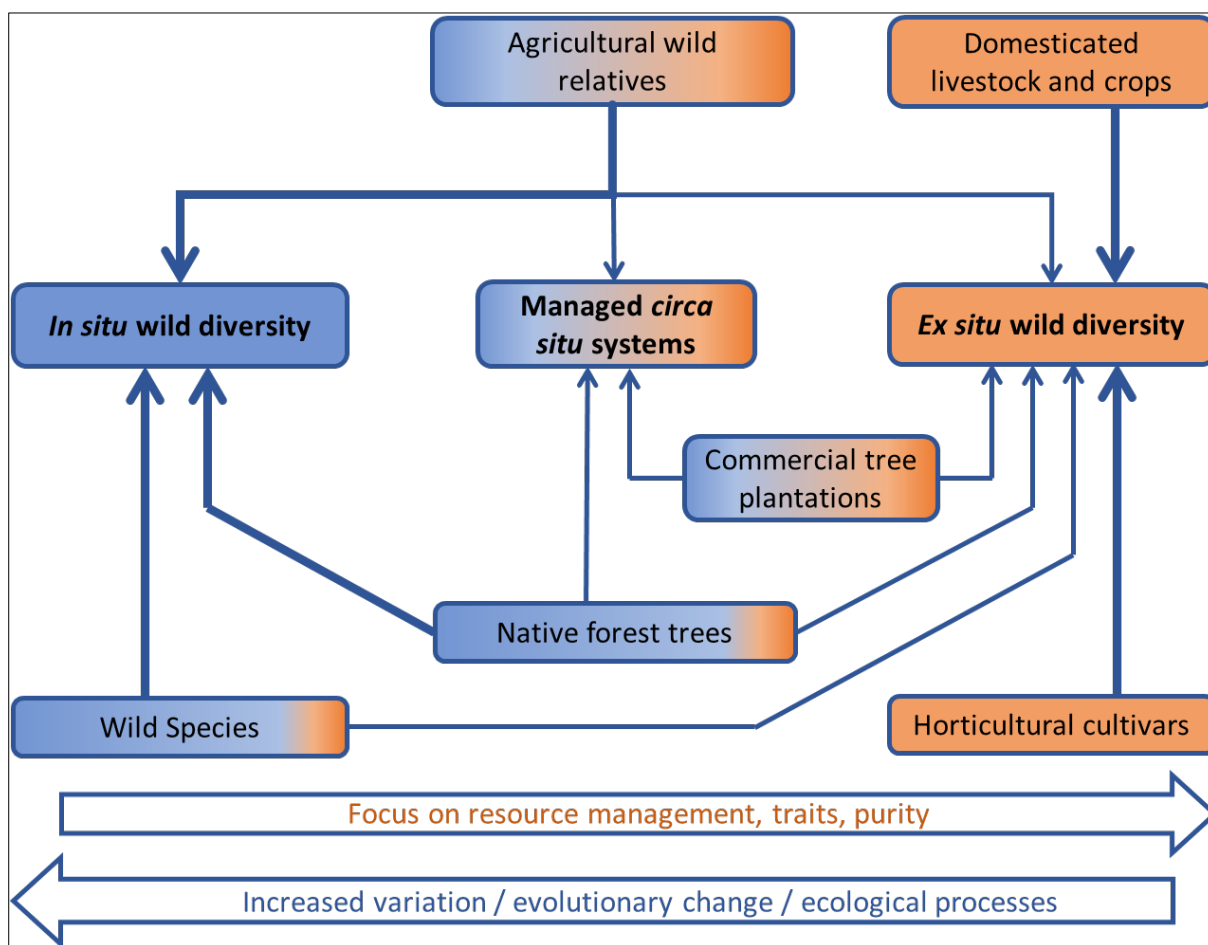 Agricultural wild
relatives
Domesticated
livestock and crops
In situ wild diversity
Managed circa
situ systems
Ex situ wild diversity
Commercial tree
plantations
Native forest trees
Wild Species
Horticultural cultivars
Focus on resource management, traits, purity
Increased variation / evolutionary change / ecological processes